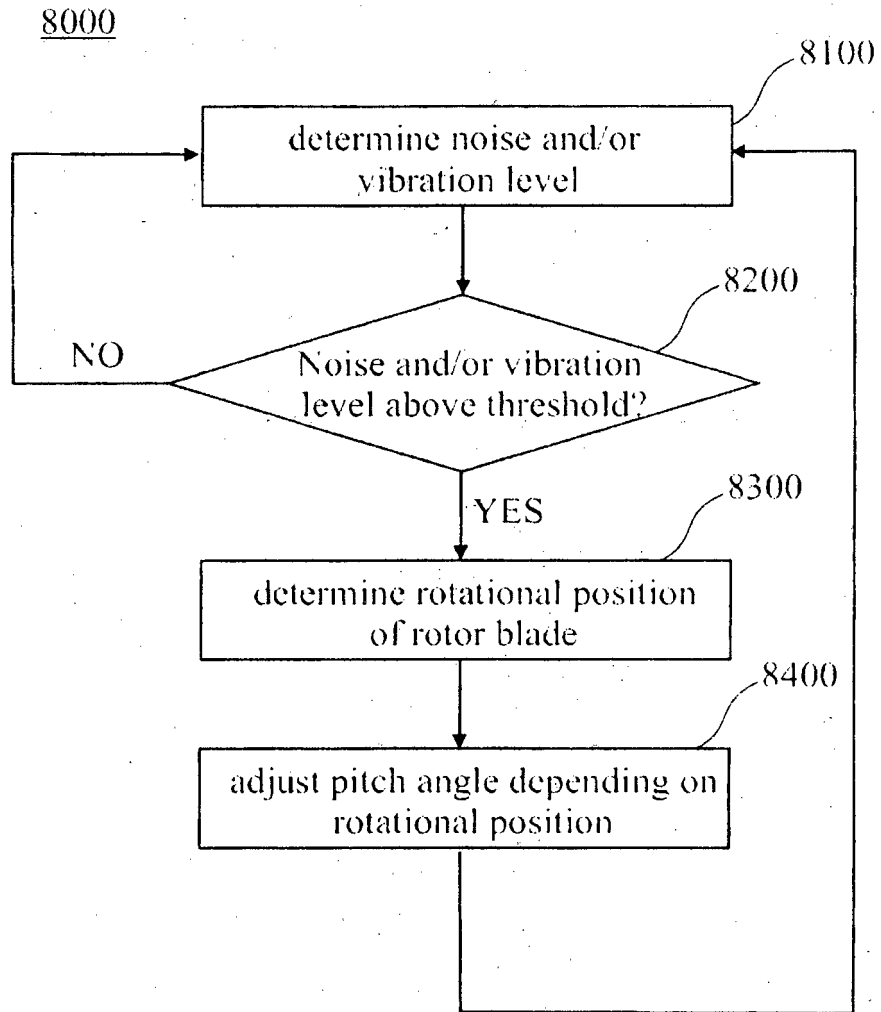 8000
8100
determine noise and/or
vibration level
8200
NO
Noise and/or vibration
level above threshold?
YES
8300
determine rotational position
of rotor blade
8400
adjust pitch angle depending on
rotational position